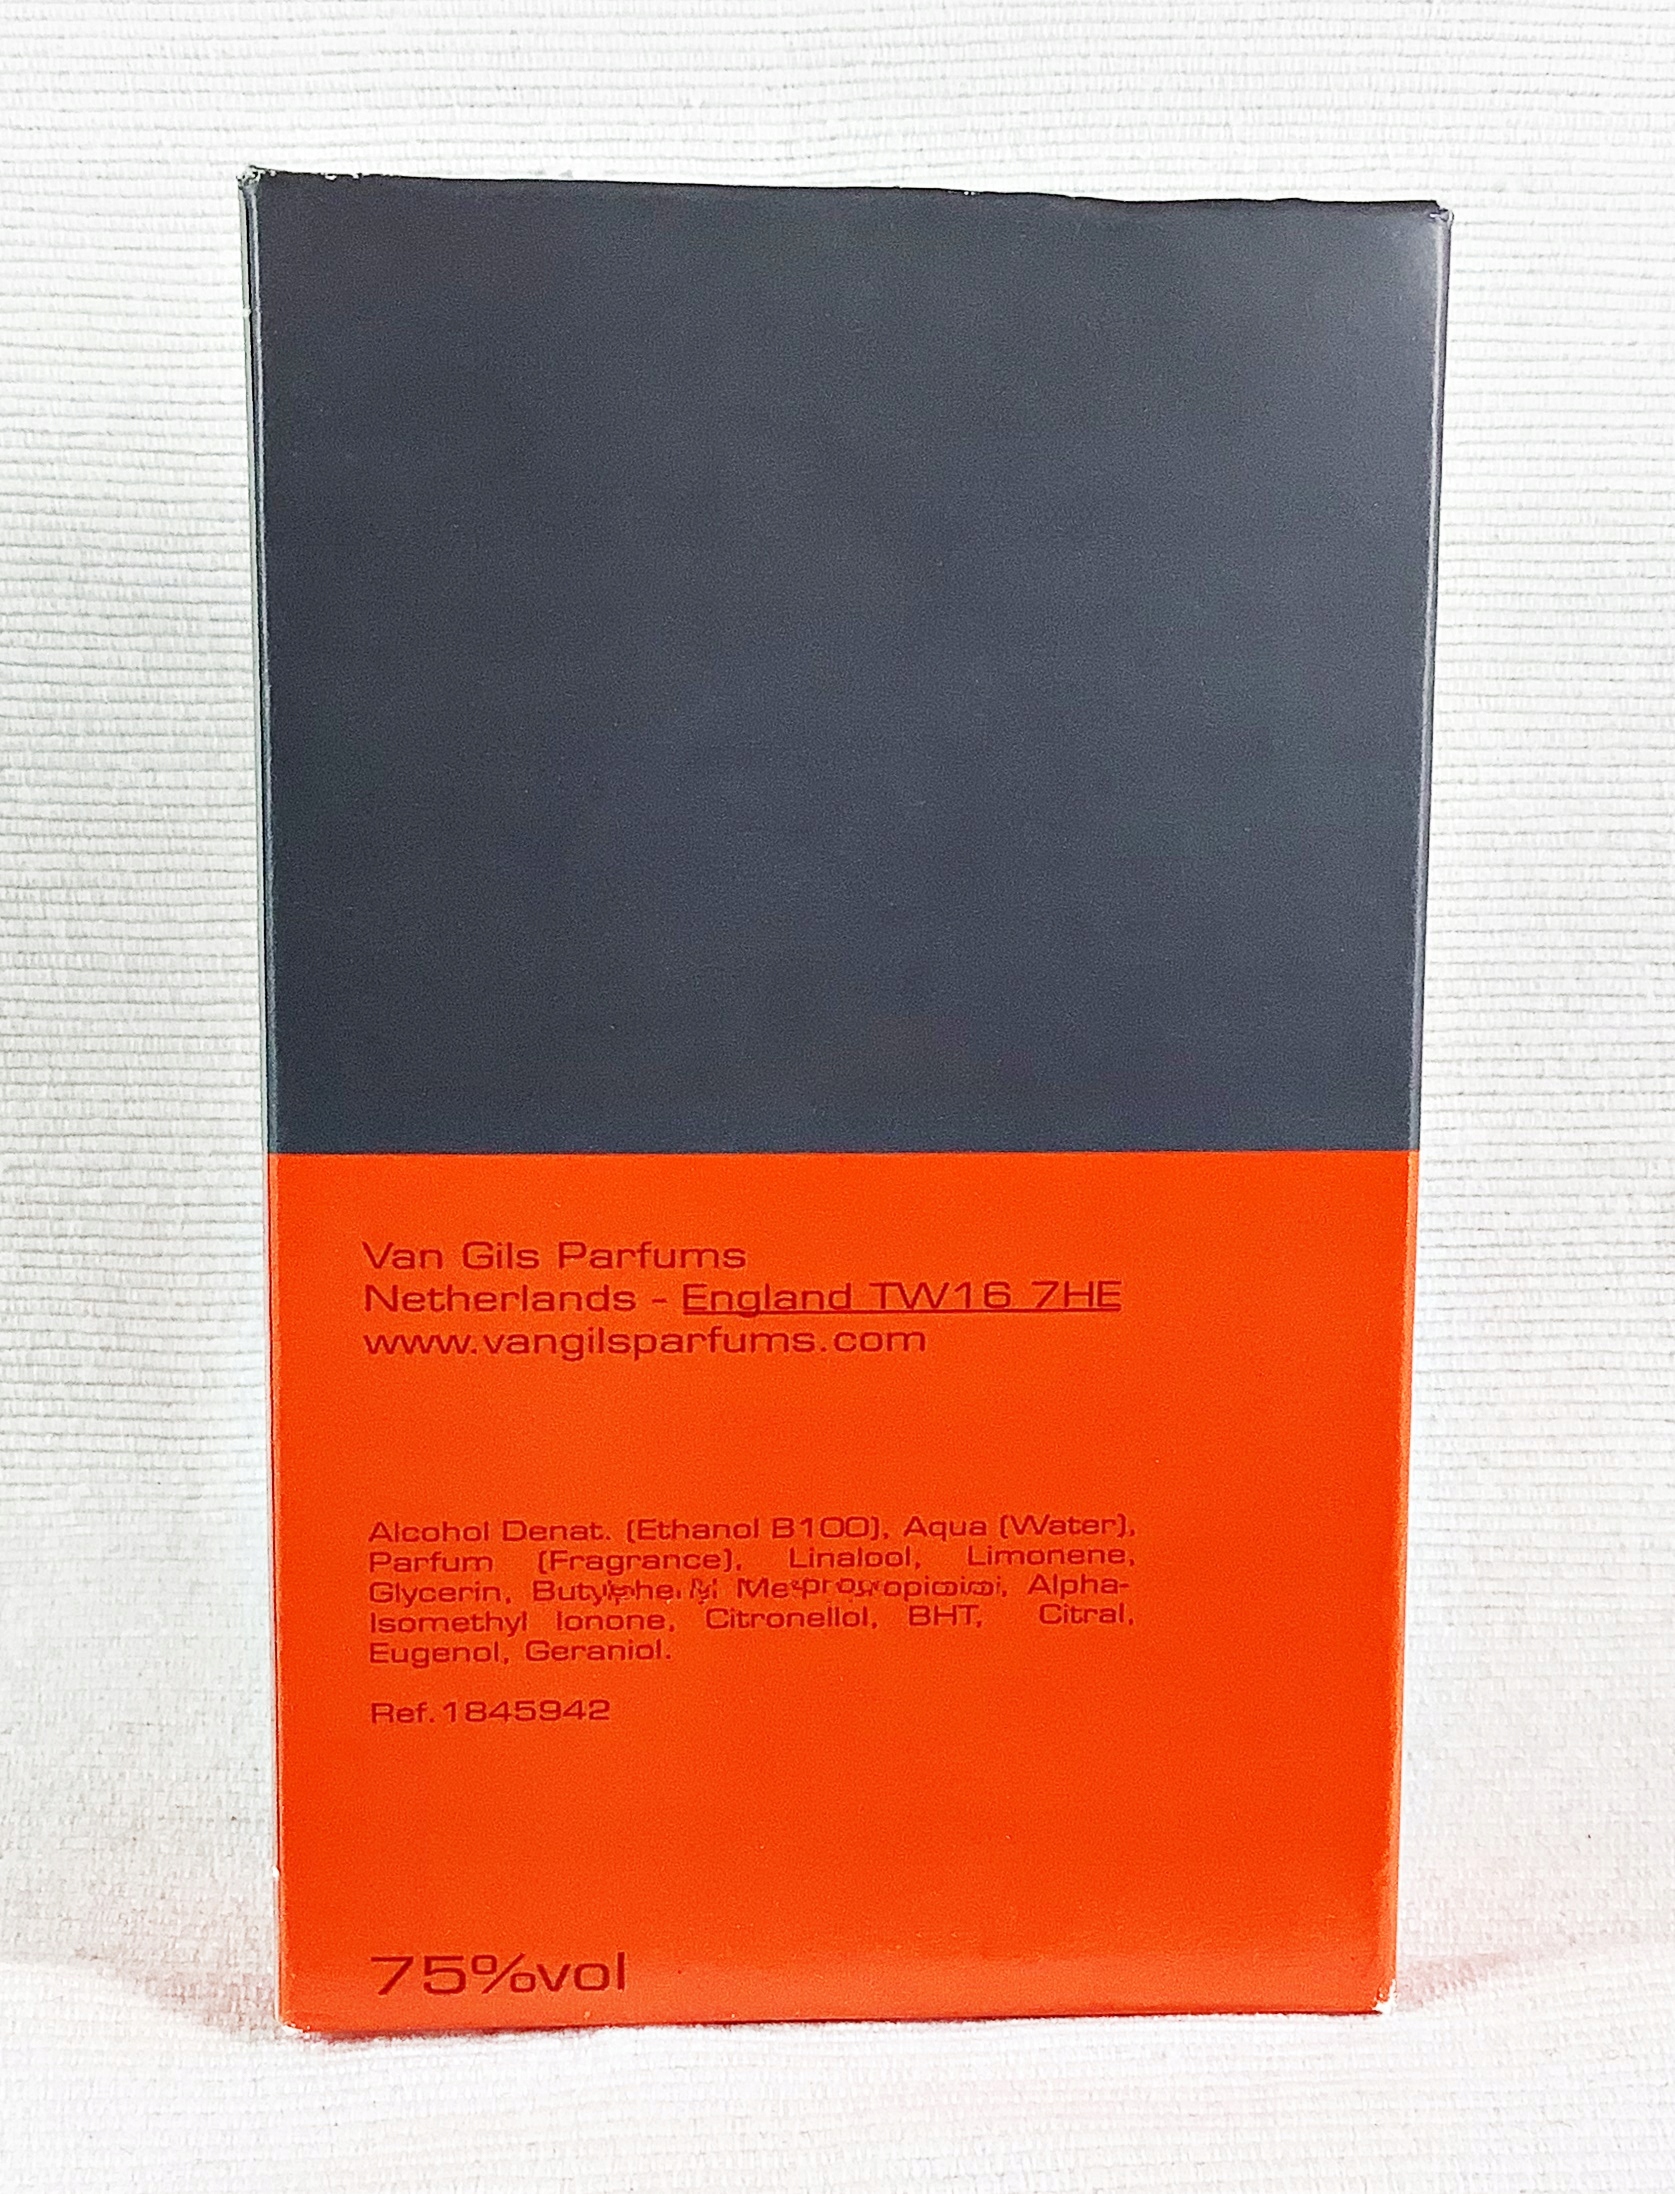 Van Gils Parfums
Netherlands - England TW16 7HE
www.vangilsparfums.com
Alcohol Denat. (Ethanol B100), Aqua (Water),
Parfum (Fragrance), Linalool, Limonene,
Glycerin, Alpha-
Isomethyl Ionone, Citronellol, BHT, Citral,
Eugenol, Geraniol.
Ref.1845942
75%vol